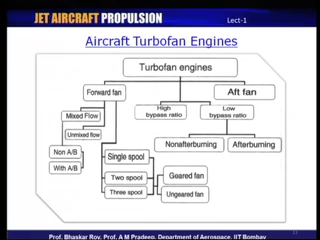 JET AIRCRAFT PROPULSION
Lect-1
Aircraft Turbofan Engines
Turbofan engines
Forward fan
Aft fan
High bypass ratio
Low bypass ratio
Mixed Flow
Unmixed flow
Nonafterburning
Afterburning
Non A/B
With A/B
Single spool
Two spool
Three spool
Geared fan
Ungeared fan
Prof. Bhaskar Roy, Prof. A M Pradeep, Department of Aerospace, IIT Bombay